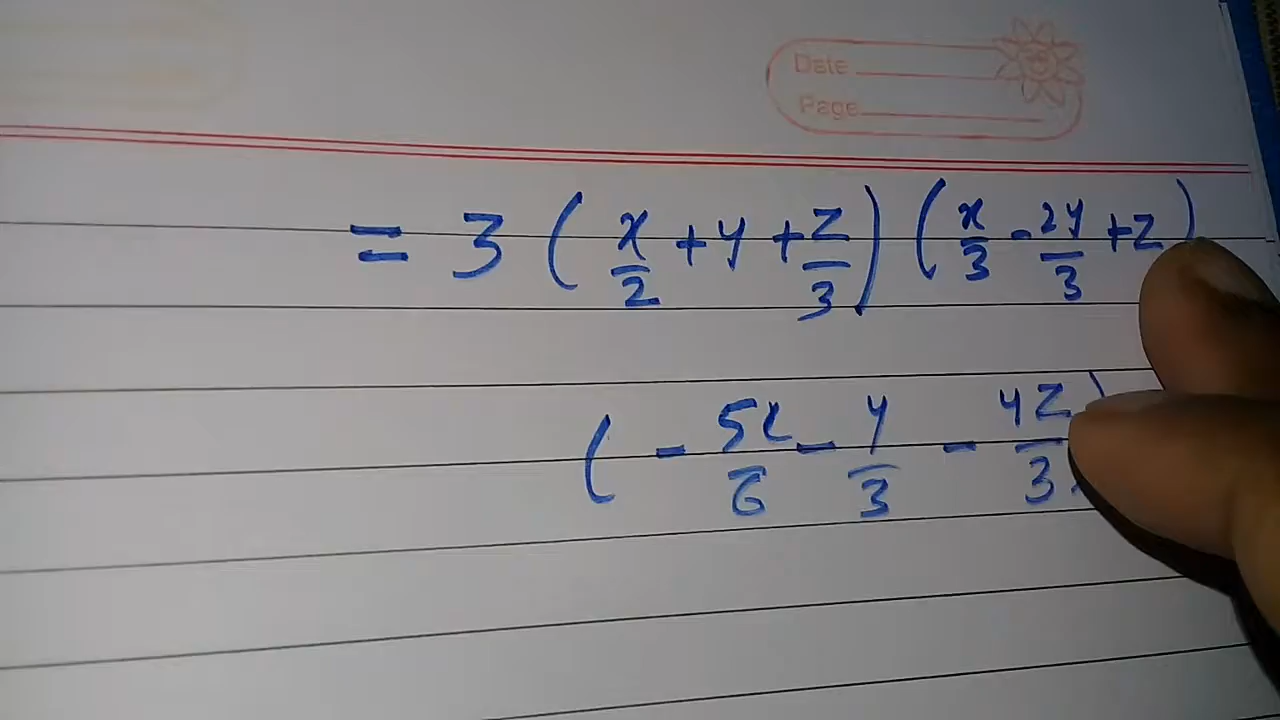 Date
Page
= 3 ( x/2 + y + z/3 ) ( x/3 - 2y/3 + z )
( - 5x/6 - y/3 - 4z/3 )